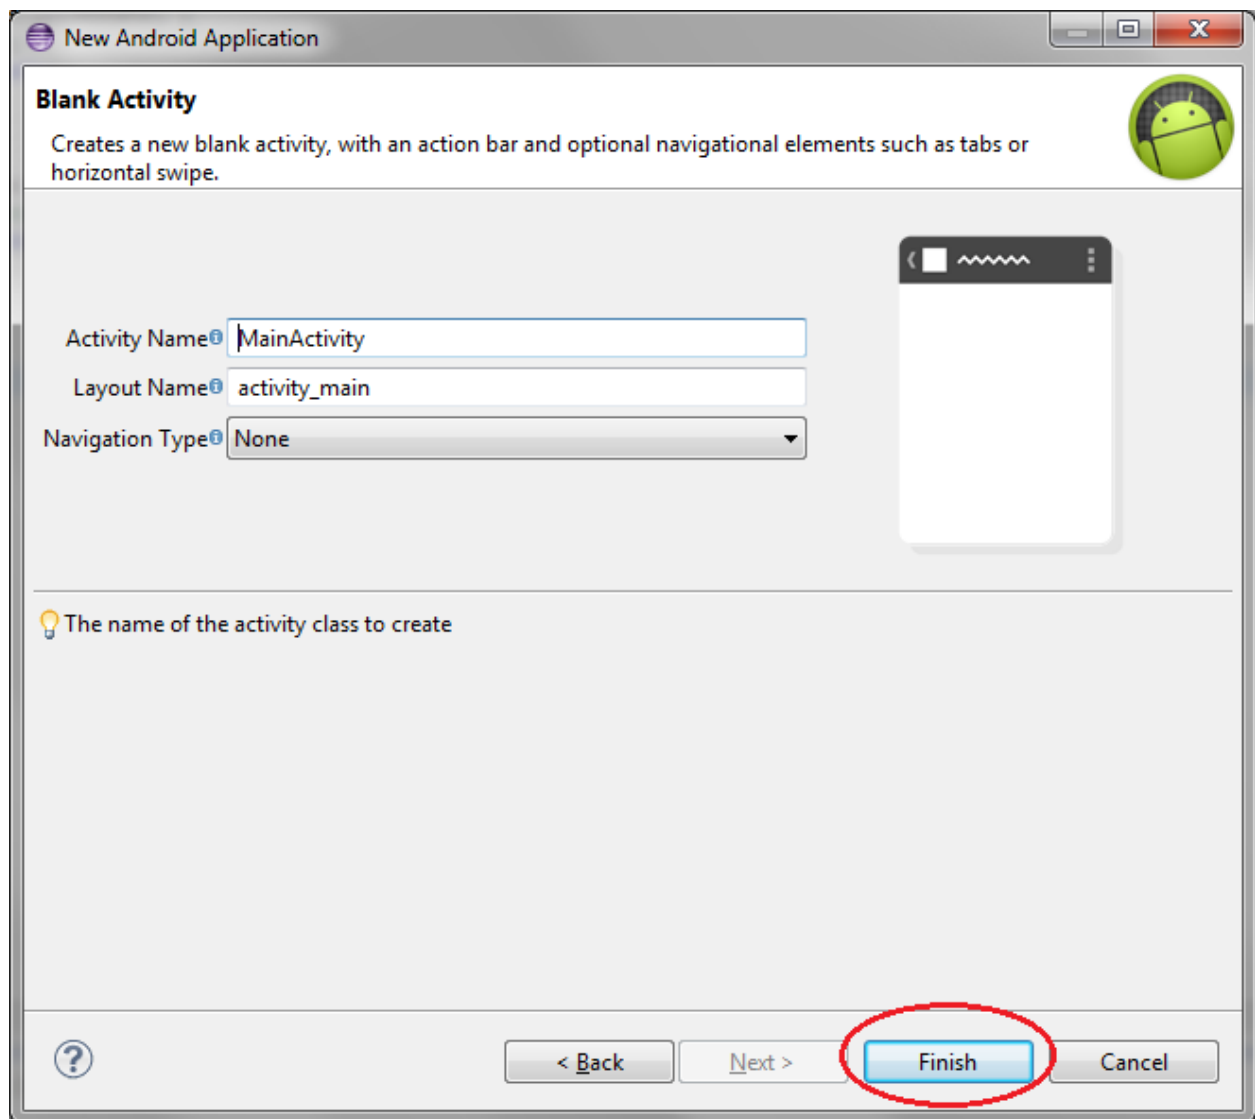 New Android Application
Blank Activity
Creates a new blank activity, with an action bar and optional navigational elements such as tabs or
horizontal swipe.
Activity Name MainActivity
Layout Name activity_main
Navigation Type None
The name of the activity class to create
< Back Next > Finish Cancel